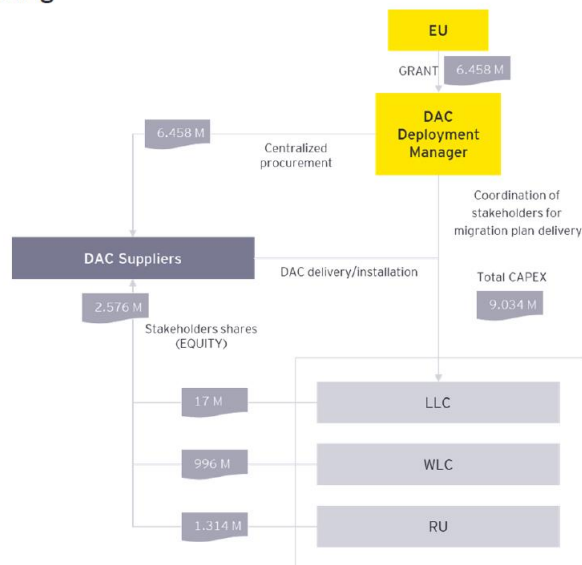 EU
GRANT 6.458 M
DAC
Deployment
Manager
6.458 M
Centralized
procurement
Coordination of
stakeholders for
migration plan delivery
DAC Suppliers
DAC delivery/installation
Total CAPEX
9.034 M
2.576 M
Stakeholders shares
(EQUITY)
17 M
LLC
996 M
WLC
1.314 M
RU